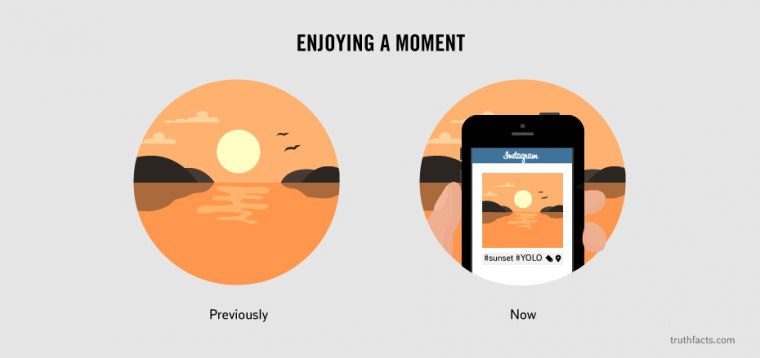 ENJOYING A MOMENT
Instagram
#sunset #YOLO
Previously
Now
truthfacts.com